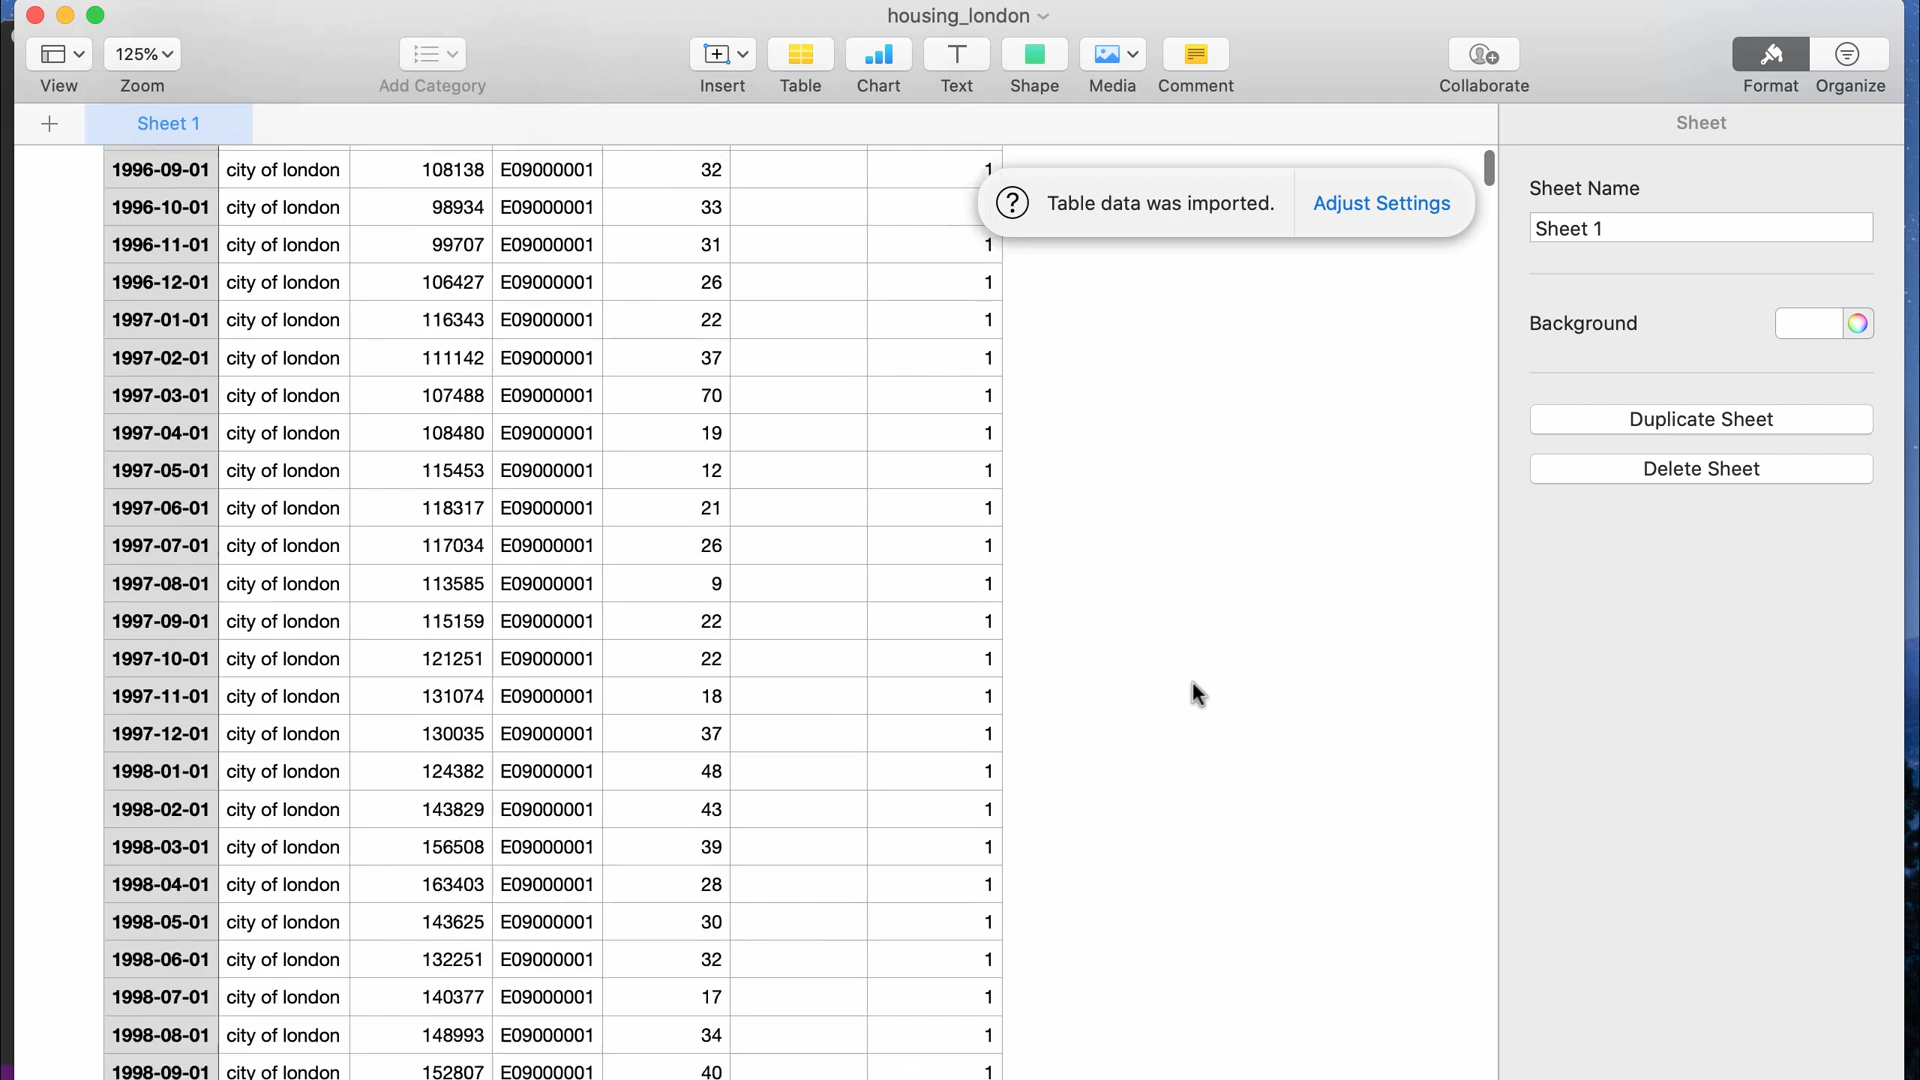 housing_london
125%
View Zoom Add Category Insert Table Chart Text Shape Media Comment Collaborate Format Organize
Sheet 1
Sheet
1996-09-01 city of london 108138 E09000001 32 1
1996-10-01 city of london 98934 E09000001 33
1996-11-01 city of london 99707 E09000001 31 1
1996-12-01 city of london 106427 E09000001 26 1
1997-01-01 city of london 116343 E09000001 22 1
1997-02-01 city of london 111142 E09000001 37 1
1997-03-01 city of london 107488 E09000001 70 1
1997-04-01 city of london 108480 E09000001 19 1
1997-05-01 city of london 115453 E09000001 12 1
1997-06-01 city of london 118317 E09000001 21 1
1997-07-01 city of london 117034 E09000001 26 1
1997-08-01 city of london 113585 E09000001 9 1
1997-09-01 city of london 115159 E09000001 22 1
1997-10-01 city of london 121251 E09000001 22 1
1997-11-01 city of london 131074 E09000001 18 1
1997-12-01 city of london 130035 E09000001 37 1
1998-01-01 city of london 124382 E09000001 48 1
1998-02-01 city of london 143829 E09000001 43 1
1998-03-01 city of london 156508 E09000001 39 1
1998-04-01 city of london 163403 E09000001 28 1
1998-05-01 city of london 143625 E09000001 30 1
1998-06-01 city of london 132251 E09000001 32 1
1998-07-01 city of london 140377 E09000001 17 1
1998-08-01 city of london 148993 E09000001 34 1
1998-09-01 city of london 152807 E09000001 40 1
? Table data was imported. Adjust Settings
Sheet Name
Sheet 1
Background
Duplicate Sheet
Delete Sheet